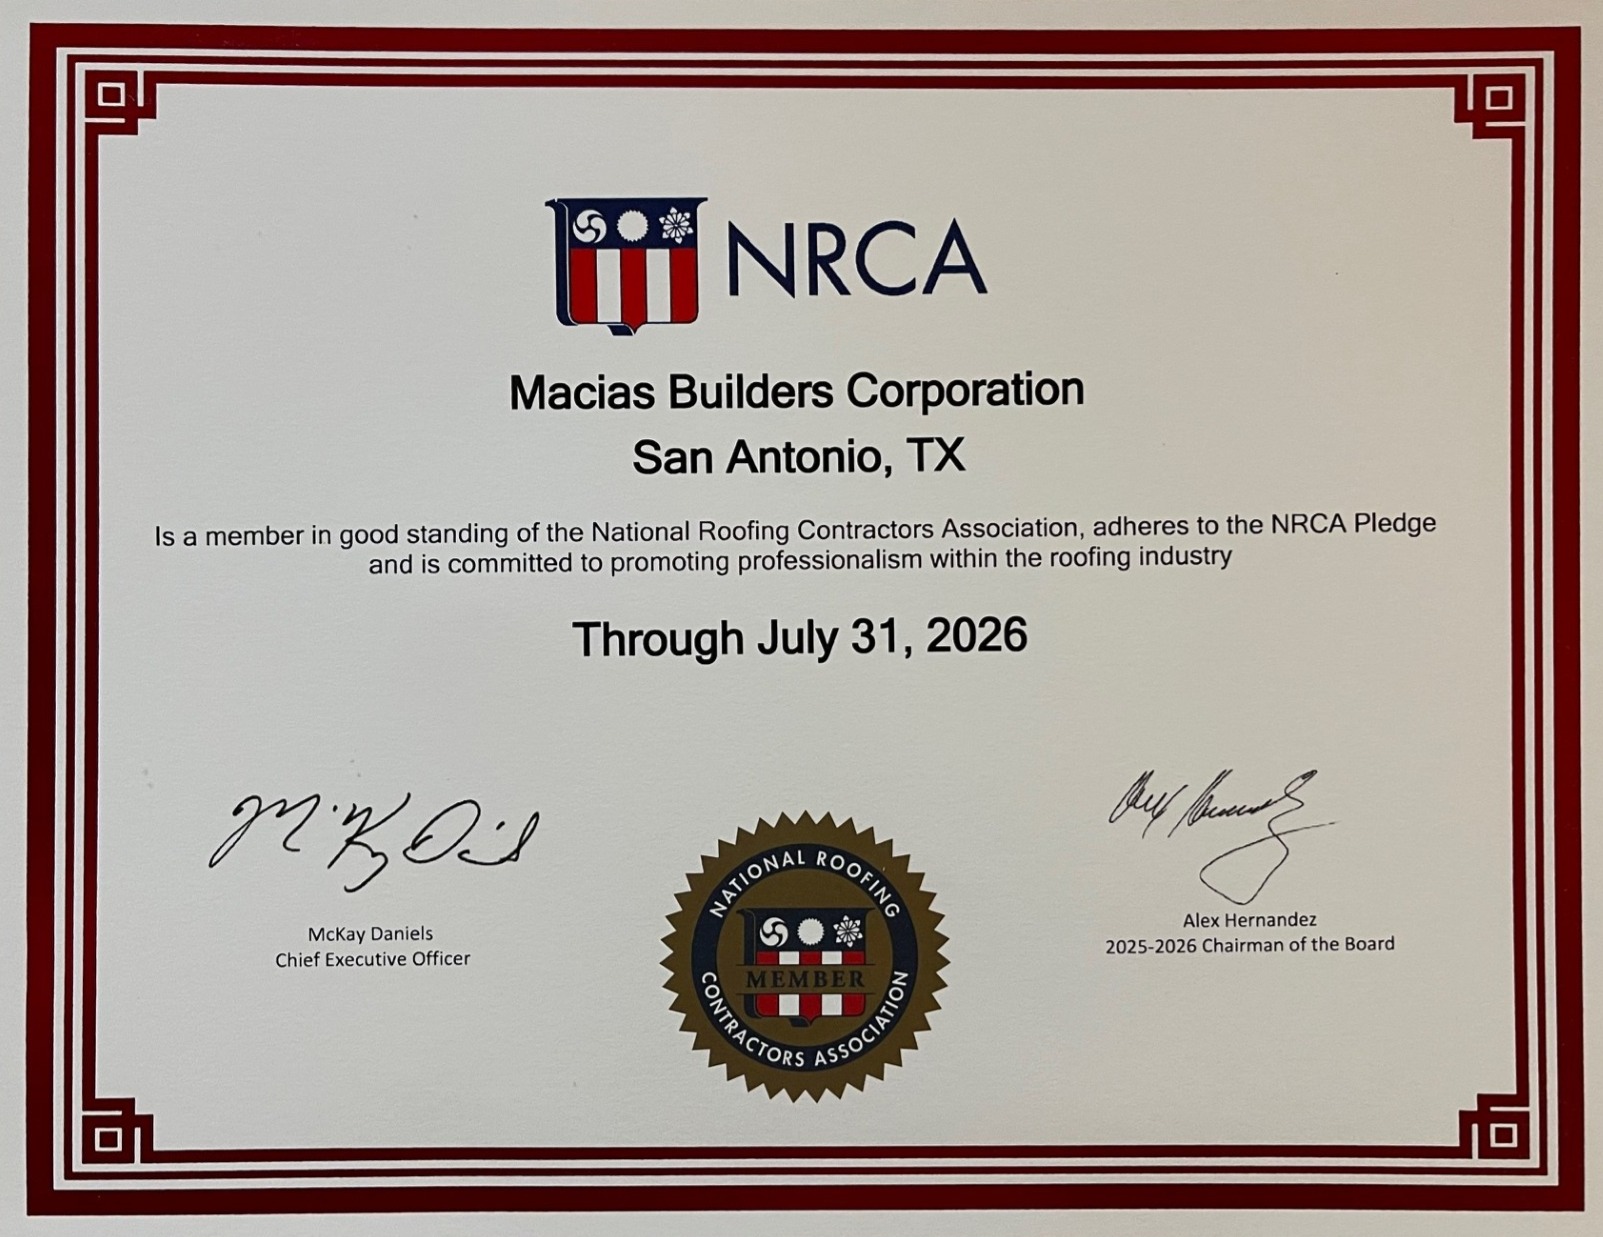 NRCA
Macias Builders Corporation
San Antonio, TX
Is a member in good standing of the National Roofing Contractors Association, adheres to the NRCA Pledge
and is committed to promoting professionalism within the roofing industry
Through July 31, 2026
McKay Daniels
Chief Executive Officer
Alex Hernandez
2025-2026 Chairman of the Board
NATIONAL ROOFING
MEMBER
CONTRACTORS ASSOCIATION